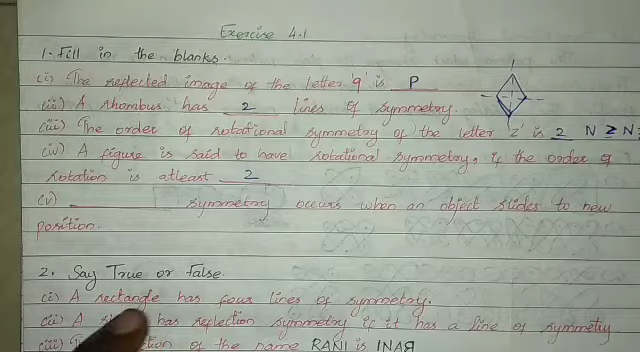 Exercise 4.1
1. Fill in the blanks.
(i) The reflected image of the letter 'q' is P
(ii) A rhombus has 2 lines of symmetry.
(iii) The order of rotational symmetry of the letter 'z' is 2 N Z N
(iv) A figure is said to have rotational symmetry, if the order of
rotation is atleast 2
(v) ________ symmetry occurs when an object slides to new
position.
2. Say True or false.
(i) A rectangle has four lines of symmetry.
(ii) A has reflection symmetry if it has a line of symmetry
(iii) of the name RANI is INAЯ